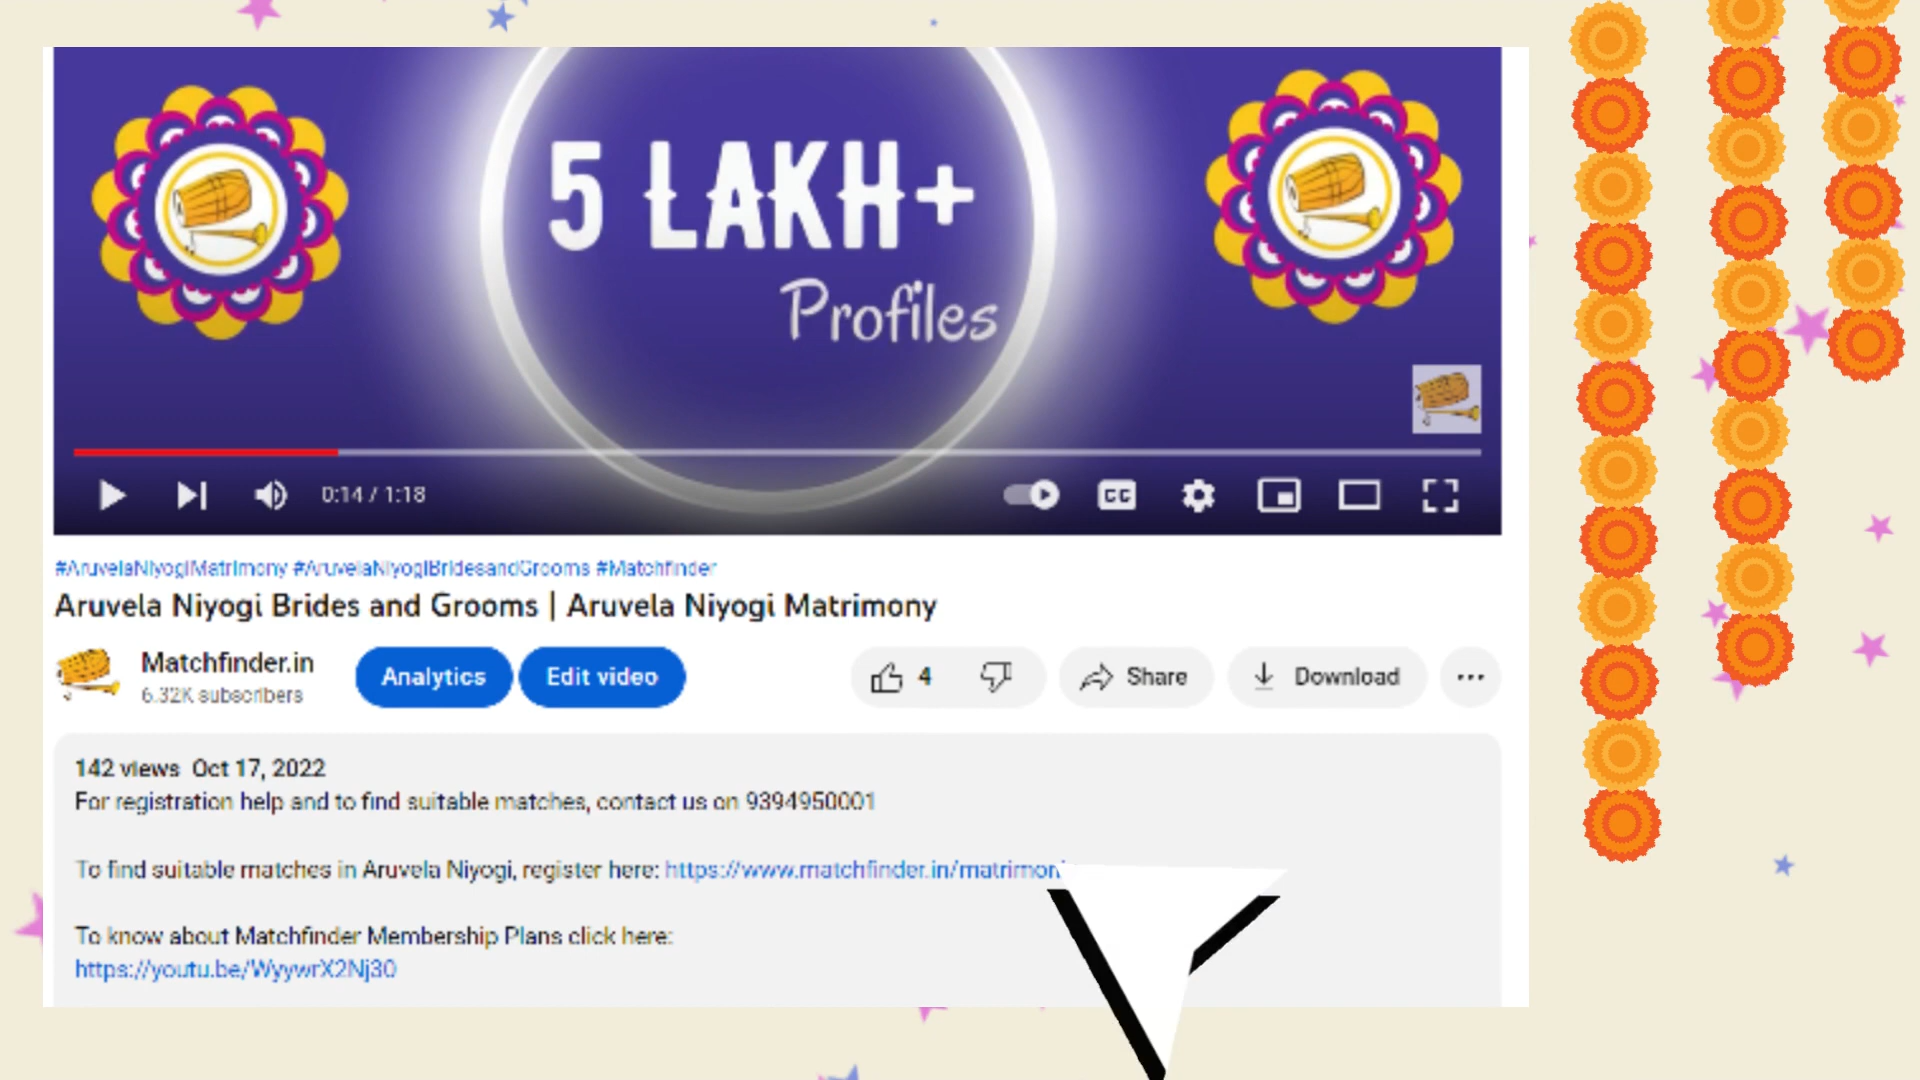 5 LAKH+
Profiles
0:14 / 1:18
CC
#AruvelaNiyogiMatrimony #AruvelaNiyogiBridesandGrooms #Matchfinder
Aruvela Niyogi Brides and Grooms | Aruvela Niyogi Matrimony
Matchfinder.in
6.32K subscribers
Analytics
Edit video
4
Share
Download
142 views Oct 17, 2022
For registration help and to find suitable matches, contact us on 9394950001
To find suitable matches in Aruvela Niyogi, register here: https://www.matchfinder.in/matrimon
To know about Matchfinder Membership Plans click here:
https://youtu.be/WyywrX2Nj30